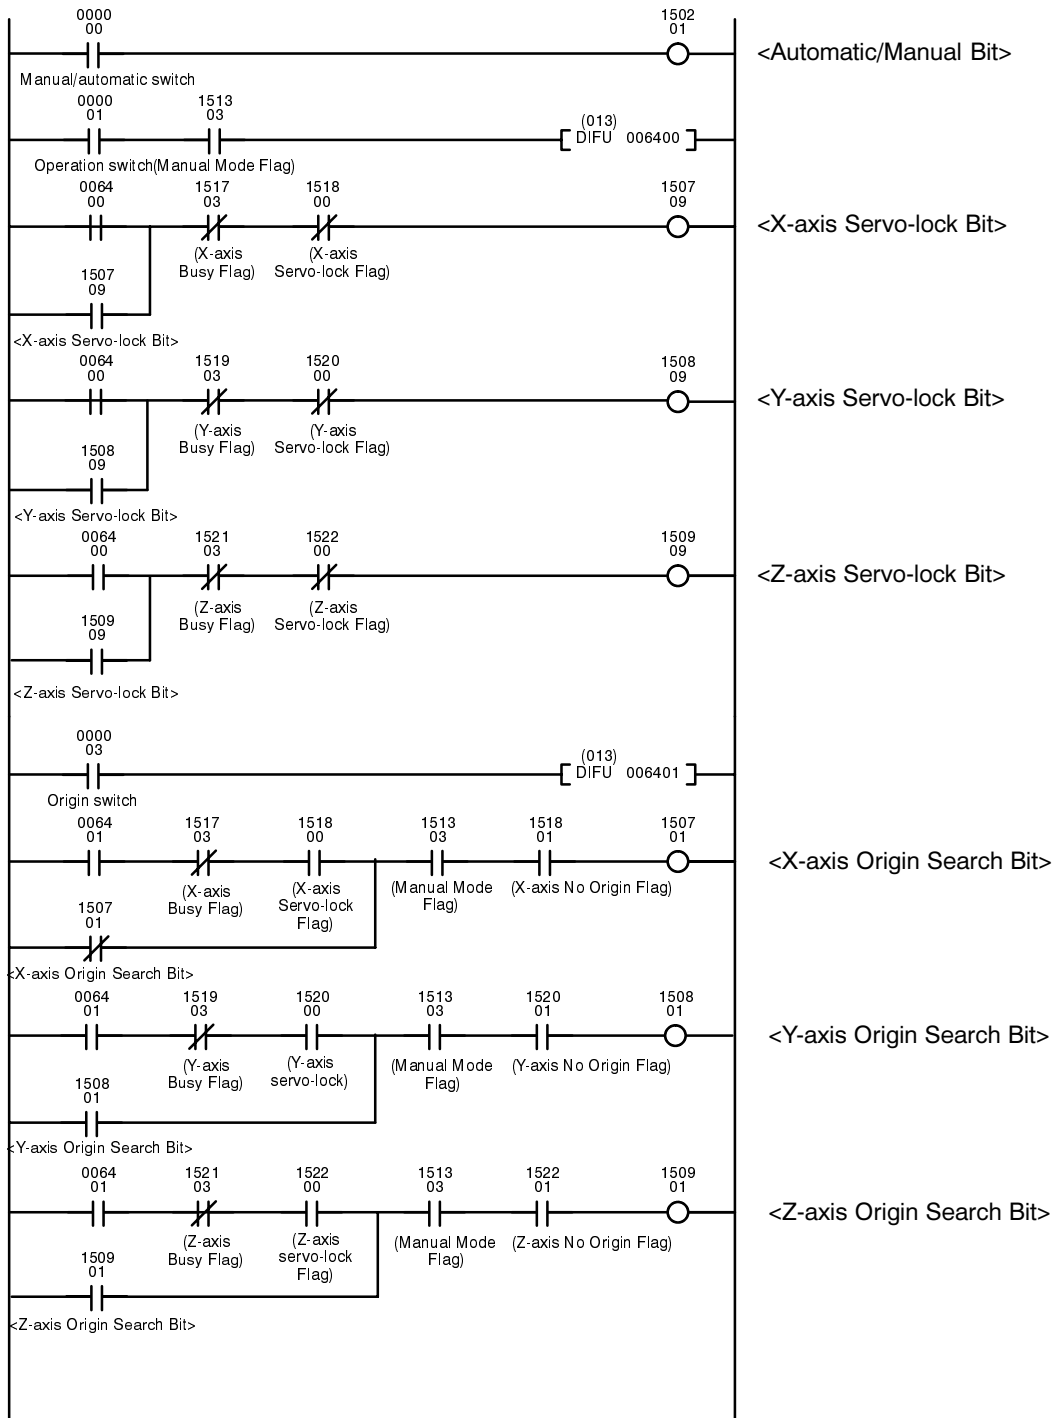 0000 1502
00 01
<Automatic/Manual Bit>
Manual/automatic switch
0000 1513
01 03
(013)
DIFU 006400
Operation switch(Manual Mode Flag)
0064 1517 1518 1507
00 03 00 09
<X-axis Servo-lock Bit>
(X-axis (X-axis
Busy Flag) Servo-lock Flag)
1507
09
<X-axis Servo-lock Bit>
0064 1519 1520 1508
00 03 00 09
<Y-axis Servo-lock Bit>
(Y-axis (Y-axis
Busy Flag) Servo-lock Flag)
1508
09
<Y-axis Servo-lock Bit>
0064 1521 1522 1509
00 03 00 09
<Z-axis Servo-lock Bit>
(Z-axis (Z-axis
Busy Flag) Servo-lock Flag)
1509
09
<Z-axis Servo-lock Bit>
0000
03
(013)
DIFU 006401
Origin switch
0064 1517 1518 1513 1518 1507
01 03 00 03 01 01
<X-axis Origin Search Bit>
(X-axis (X-axis (Manual Mode (X-axis No Origin Flag)
Busy Flag) Servo-lock Flag)
Flag)
1507
01
<X-axis Origin Search Bit>
0064 1519 1520 1513 1520 1508
01 03 00 03 01 01
<Y-axis Origin Search Bit>
(Y-axis (Y-axis (Manual Mode (Y-axis No Origin Flag)
Busy Flag) servo-lock) Flag)
1508
01
<Y-axis Origin Search Bit>
0064 1521 1522 1513 1522 1509
01 03 00 03 01 01
<Z-axis Origin Search Bit>
(Z-axis (Z-axis (Manual Mode (Z-axis No Origin Flag)
Busy Flag) servo-lock Flag)
Flag)
1509
01
<Z-axis Origin Search Bit>